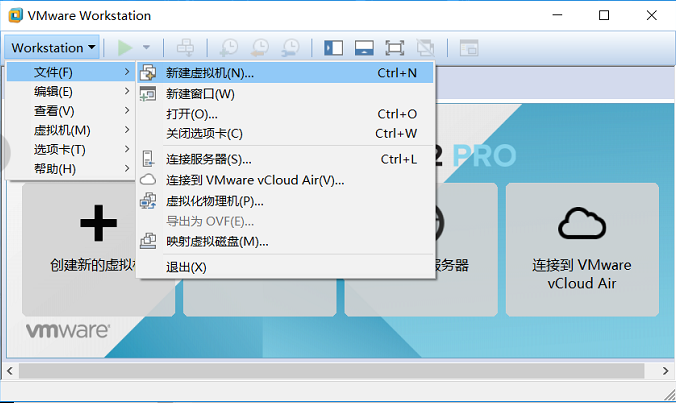 VMware Workstation
Workstation
文件(F)
编辑(E)
查看(V)
虚拟机(M)
选项卡(T)
帮助(H)
新建虚拟机(N)... Ctrl+N
新建窗口(W)
打开(O)... Ctrl+O
关闭选项卡(C) Ctrl+W
连接服务器(S)... Ctrl+L
连接到 VMware vCloud Air(V)...
虚拟化物理机(P)...
导出为 OVF(E)...
映射虚拟磁盘(M)...
退出(X)
2 PRO
创建新的虚拟
服务器
连接到 VMware
vCloud Air
vmware